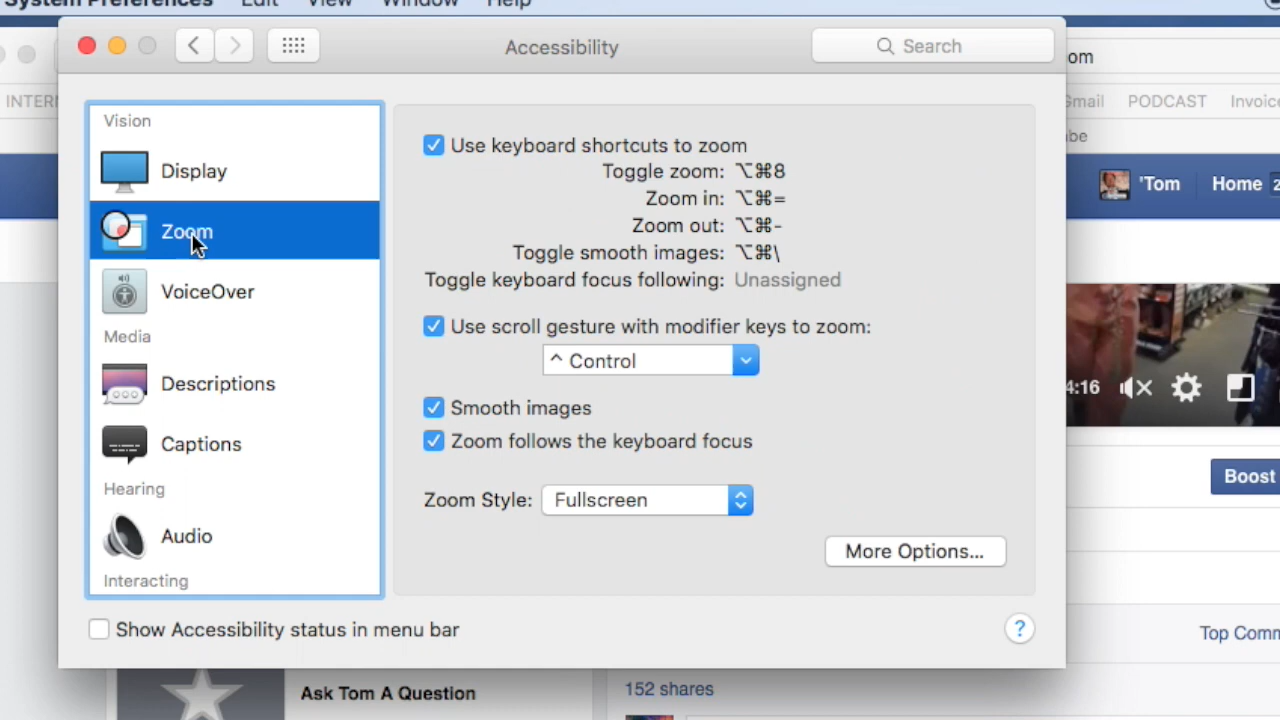 System Preferences Edit View Window Help
Accessibility
Search
om
INTERN
Gmail PODCAST Invoice
be
'Tom Home 2
Vision
Display
Zoom
VoiceOver
Media
Descriptions
Captions
Hearing
Audio
Interacting
Use keyboard shortcuts to zoom
Toggle zoom: ⌥⌘8
Zoom in: ⌥⌘=
Zoom out: ⌥⌘-
Toggle smooth images: ⌥⌘\
Toggle keyboard focus following: Unassigned
Use scroll gesture with modifier keys to zoom:
^ Control
Smooth images
Zoom follows the keyboard focus
Zoom Style: Fullscreen
More Options...
Show Accessibility status in menu bar
?
4:16
Boost
Top Comm
Ask Tom A Question
152 shares